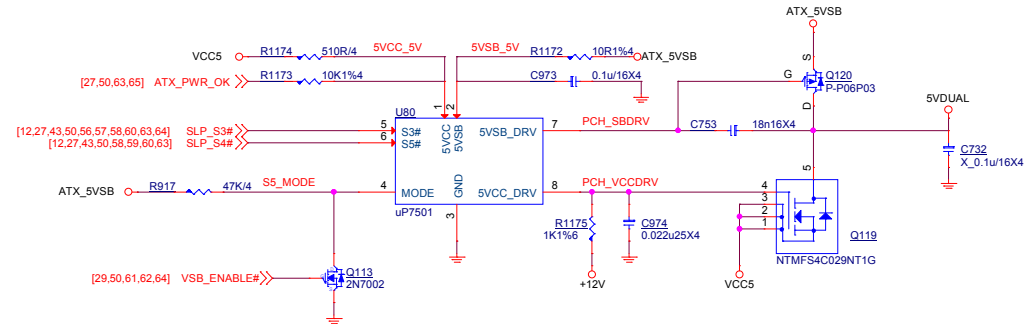 ATX_5VSB
VCC5 R1174 510R/4 5VCC_5V 5VSB_5V R1172 10R1%4 ATX_5VSB
[27,50,63,65] ATX_PWR_OK R1173 10K1%4 C973 0.1u/16X4
S
G
Q120
P-P06P03
D
1 2
U80
5VCC 5VSB
5VDUAL
[12,27,43,50,56,57,58,60,63,64] SLP_S3# 5 S3# 5VSB_DRV 7 PCH_SBDRV C753 18n16X4
[12,27,43,50,58,59,60,63] SLP_S4# 6 S5#
C732
X_0.1u/16X4
5
ATX_5VSB R917 47K/4 S5_MODE 4 MODE GND 5VCC_DRV 8 PCH_VCCDRV 4
uP7501
3
3
2
1
R1175
1K1%6
C974
0.022u25X4
Q119
NTMFS4C029NT1G
[29,50,61,62,64] VSB_ENABLE# Q113
2N7002
+12V
VCC5